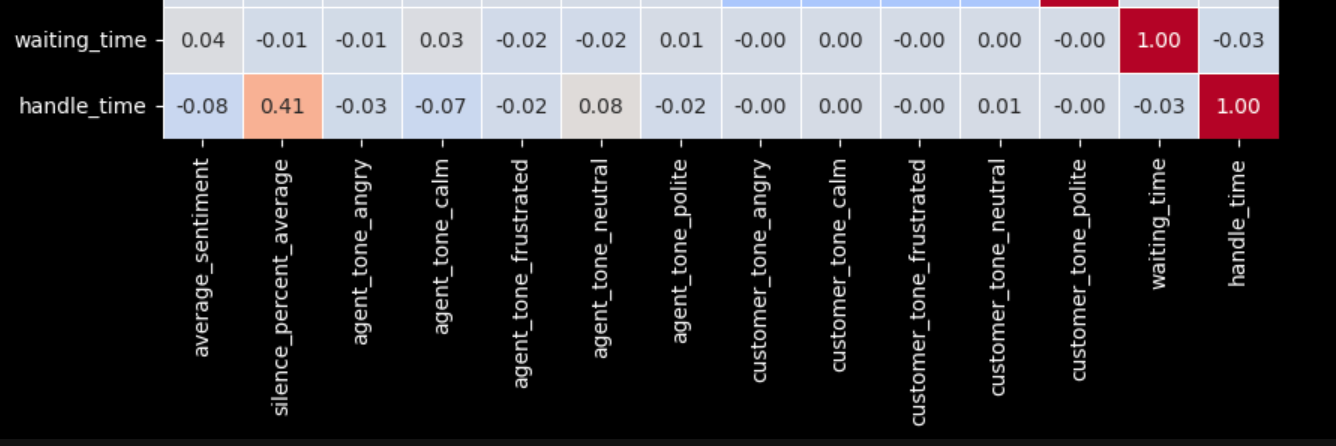 waiting_time 0.04 -0.01 -0.01 0.03 -0.02 -0.02 0.01 -0.00 0.00 -0.00 0.00 -0.00 1.00 -0.03
handle_time -0.08 0.41 -0.03 -0.07 -0.02 0.08 -0.02 -0.00 0.00 -0.00 0.01 -0.00 -0.03 1.00
average_sentiment
silence_percent_average
agent_tone_angry
agent_tone_calm
agent_tone_frustrated
agent_tone_neutral
agent_tone_polite
customer_tone_angry
customer_tone_calm
customer_tone_frustrated
customer_tone_neutral
customer_tone_polite
waiting_time
handle_time